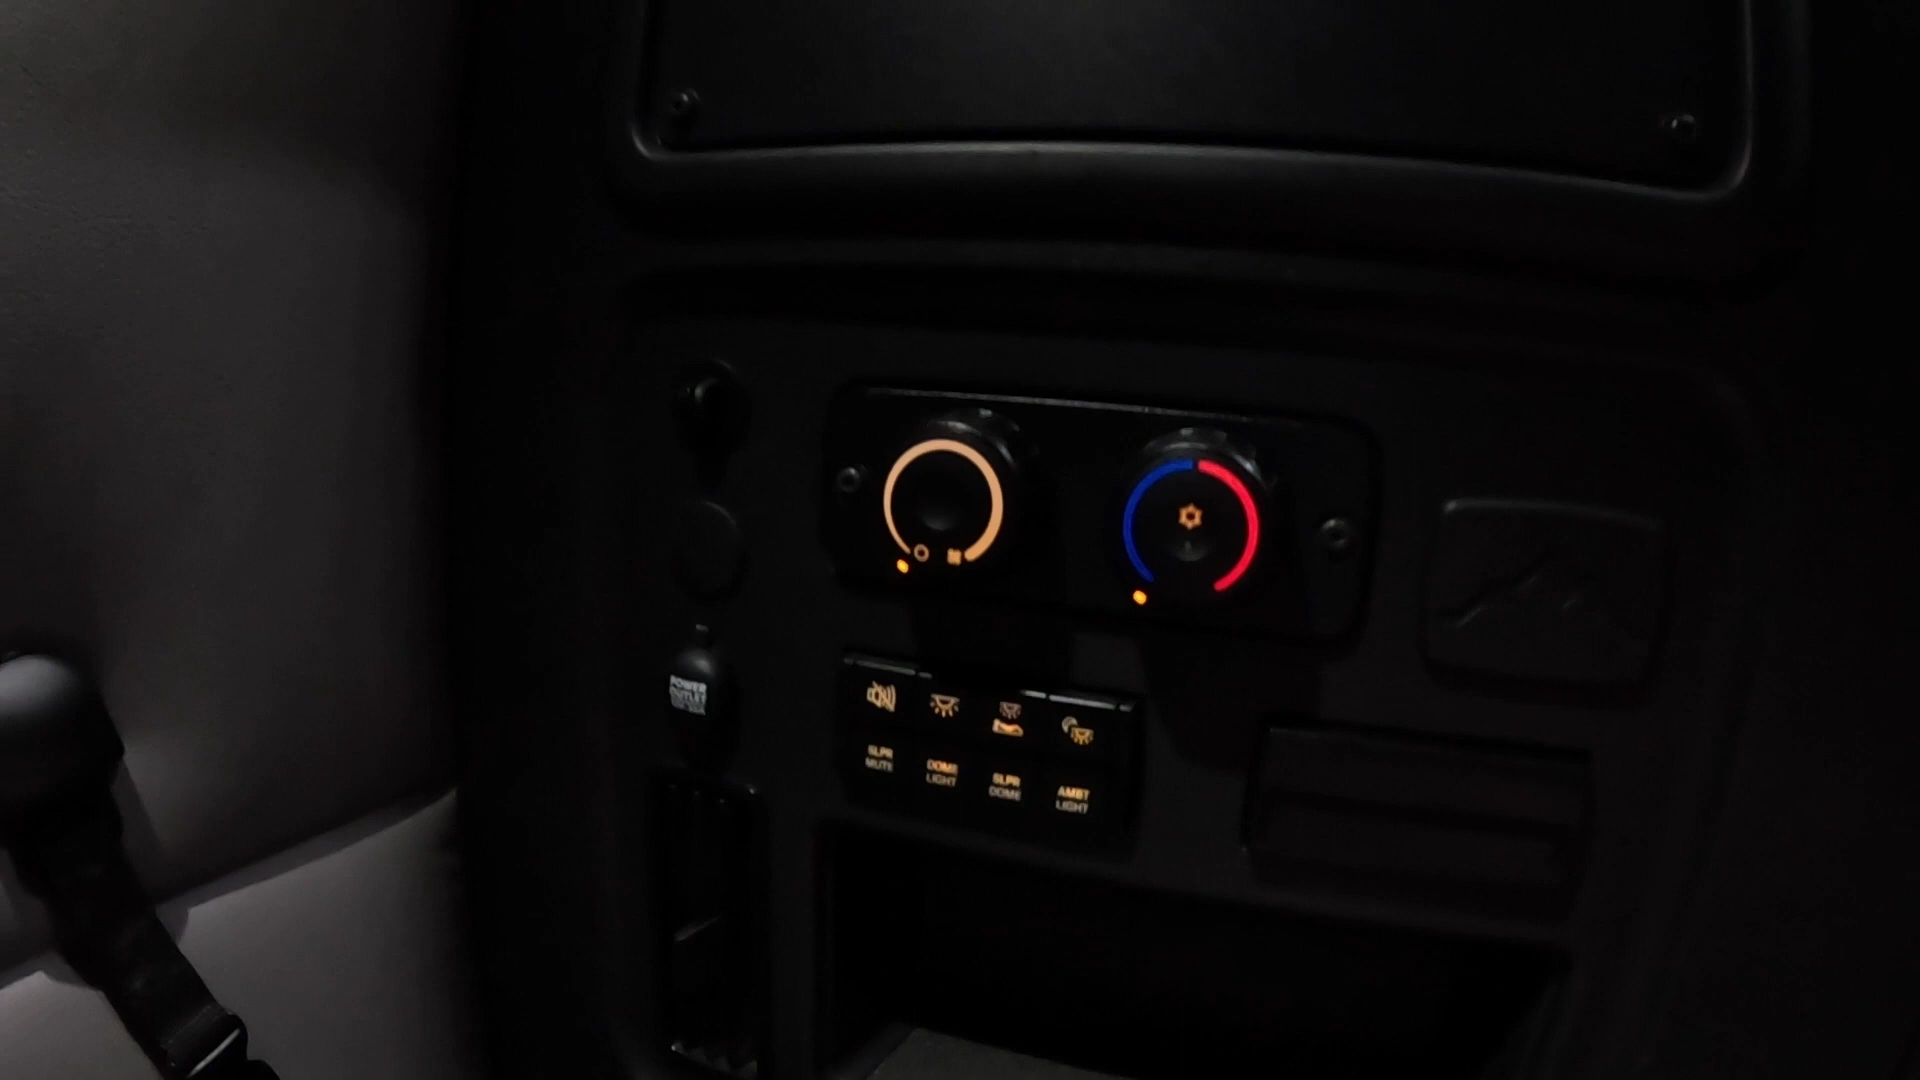 POWER
OUTLET
SLPR
MUTE
DOME
LIGHT
SLPR
DOME
AMBT
LIGHT